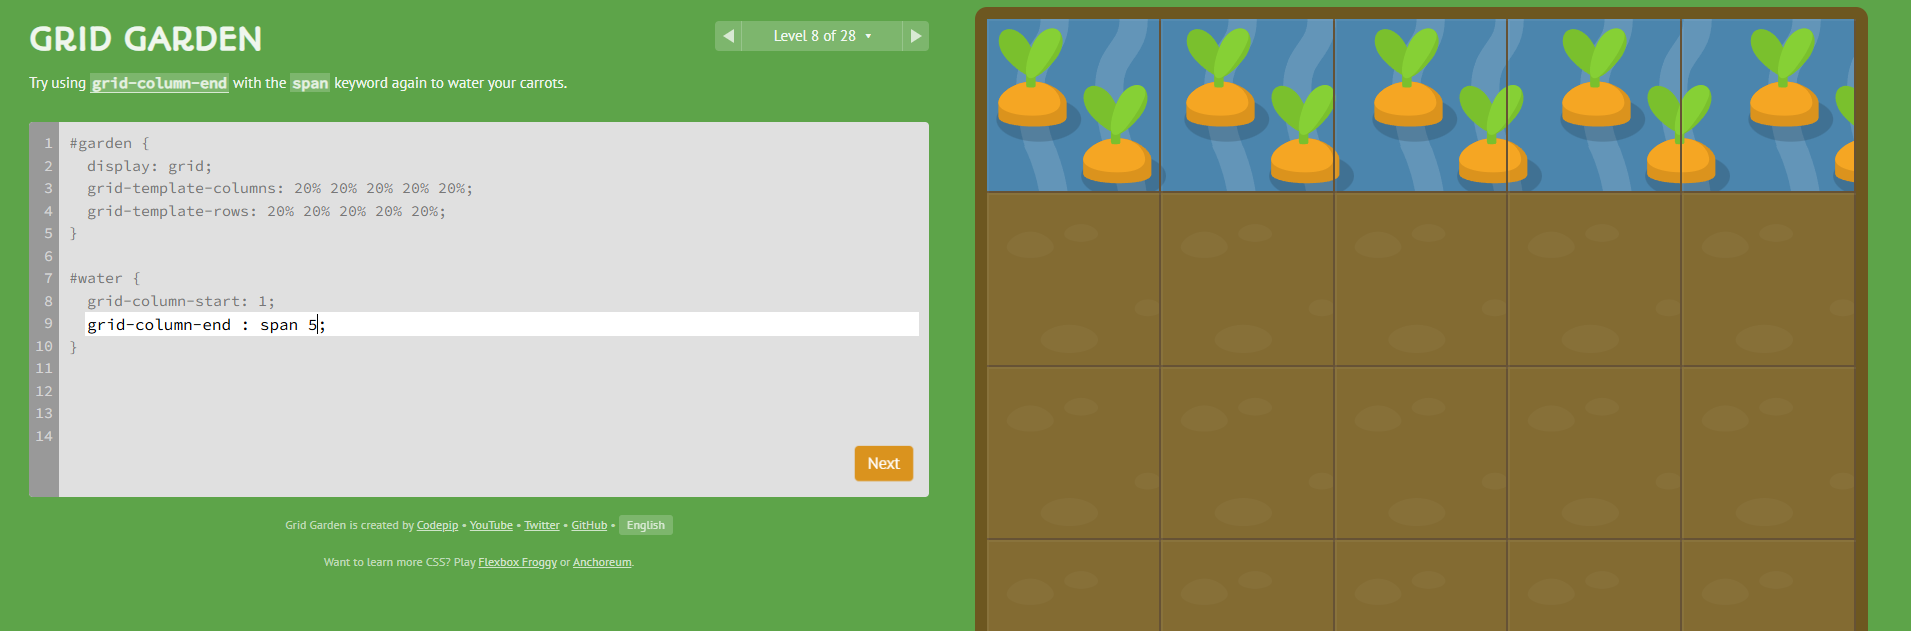 GRID GARDEN
◀ Level 8 of 28 ▾ ▶
Try using grid-column-end with the span keyword again to water your carrots.
1 #garden {
2 display: grid;
3 grid-template-columns: 20% 20% 20% 20% 20%;
4 grid-template-rows: 20% 20% 20% 20% 20%;
5 }
6
7 #water {
8 grid-column-start: 1;
9 grid-column-end : span 5;
10 }
11
12
13
14
Next
Grid Garden is created by Codepip • YouTube • Twitter • GitHub • English
Want to learn more CSS? Play Flexbox Froggy or Anchoreum.